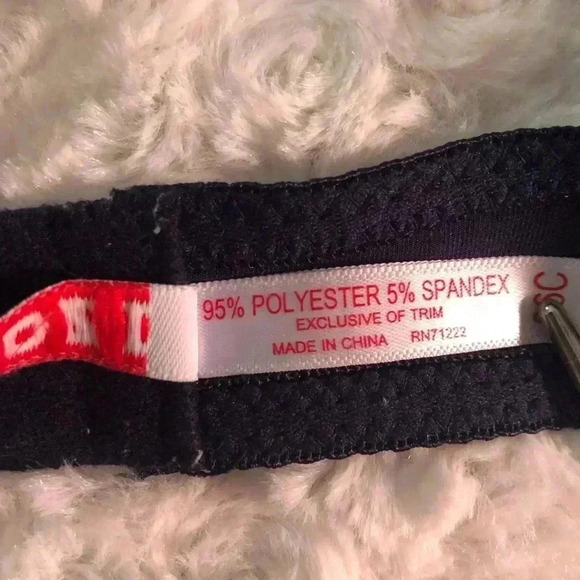 95% POLYESTER 5% SPANDEX
EXCLUSIVE OF TRIM
MADE IN CHINA RN71222